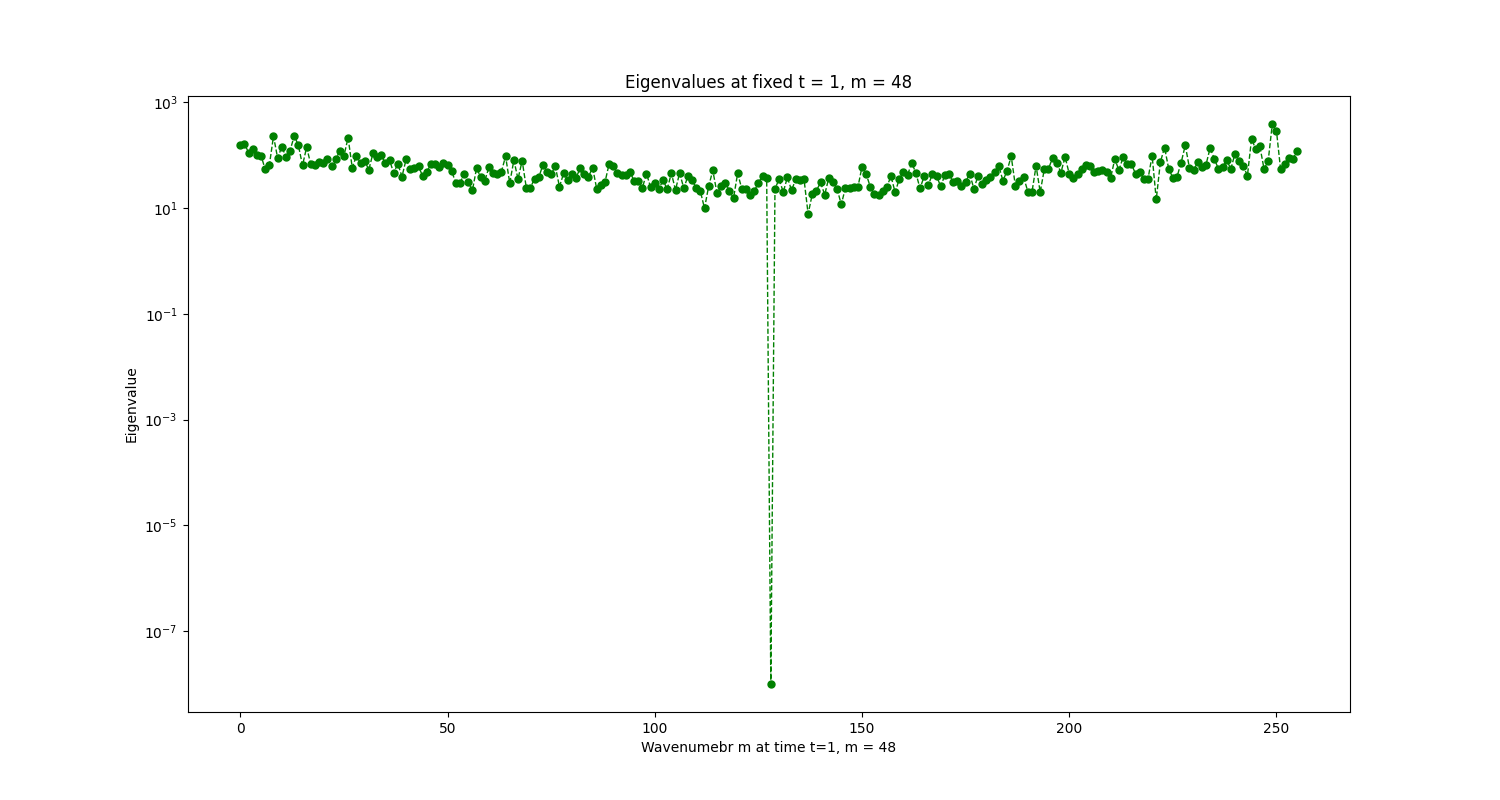 Eigenvalues at fixed t = 1, m = 48
10³
10¹
10⁻¹
10⁻³
10⁻⁵
10⁻⁷
Eigenvalue
0 50 100 150 200 250
Wavenumebr m at time t=1, m = 48